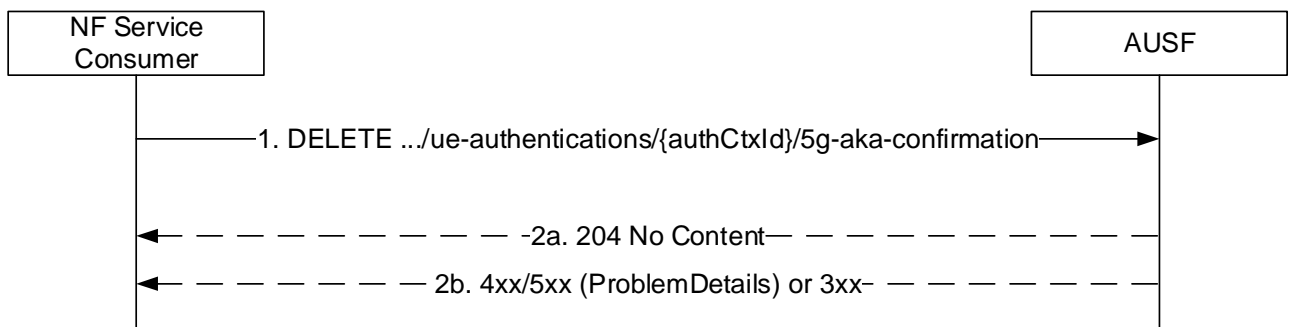 NF Service
Consumer
AUSF
1. DELETE .../ue-authentications/{authCtxId}/5g-aka-confirmation
2a. 204 No Content
2b. 4xx/5xx (ProblemDetails) or 3xx